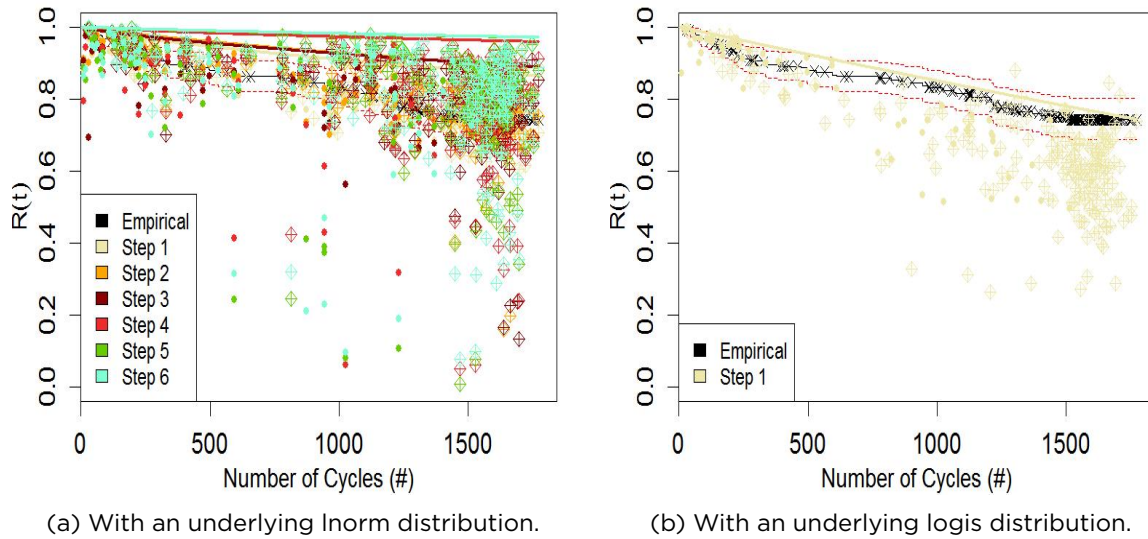 R(t)
1.0
0.8
0.6
0.4
0.2
0.0
Empirical
Step 1
Step 2
Step 3
Step 4
Step 5
Step 6
0 500 1000 1500
Number of Cycles (#)
(a) With an underlying lnorm distribution.
R(t)
1.0
0.8
0.6
0.4
0.2
0.0
Empirical
Step 1
0 500 1000 1500
Number of Cycles (#)
(b) With an underlying logis distribution.